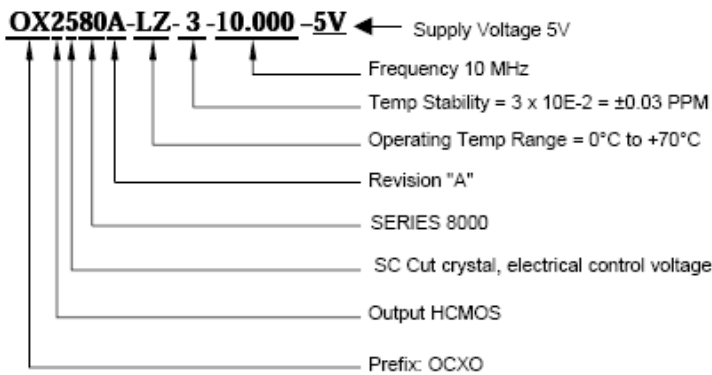 OX2580A-LZ- 3 -10.000 -5V Supply Voltage 5V
Frequency 10 MHz
Temp Stability = 3 x 10E-2 = ±0.03 PPM
Operating Temp Range = 0°C to +70°C
Revision "A"
SERIES 8000
SC Cut crystal, electrical control voltage
Output HCMOS
Prefix: OCXO